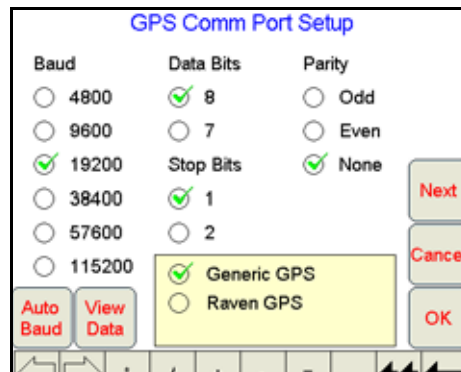 GPS Comm Port Setup
Baud
4800
9600
19200
38400
57600
115200
Data Bits
8
7
Stop Bits
1
2
Parity
Odd
Even
None
Generic GPS
Raven GPS
Auto
Baud
View
Data
Next
Cance
OK